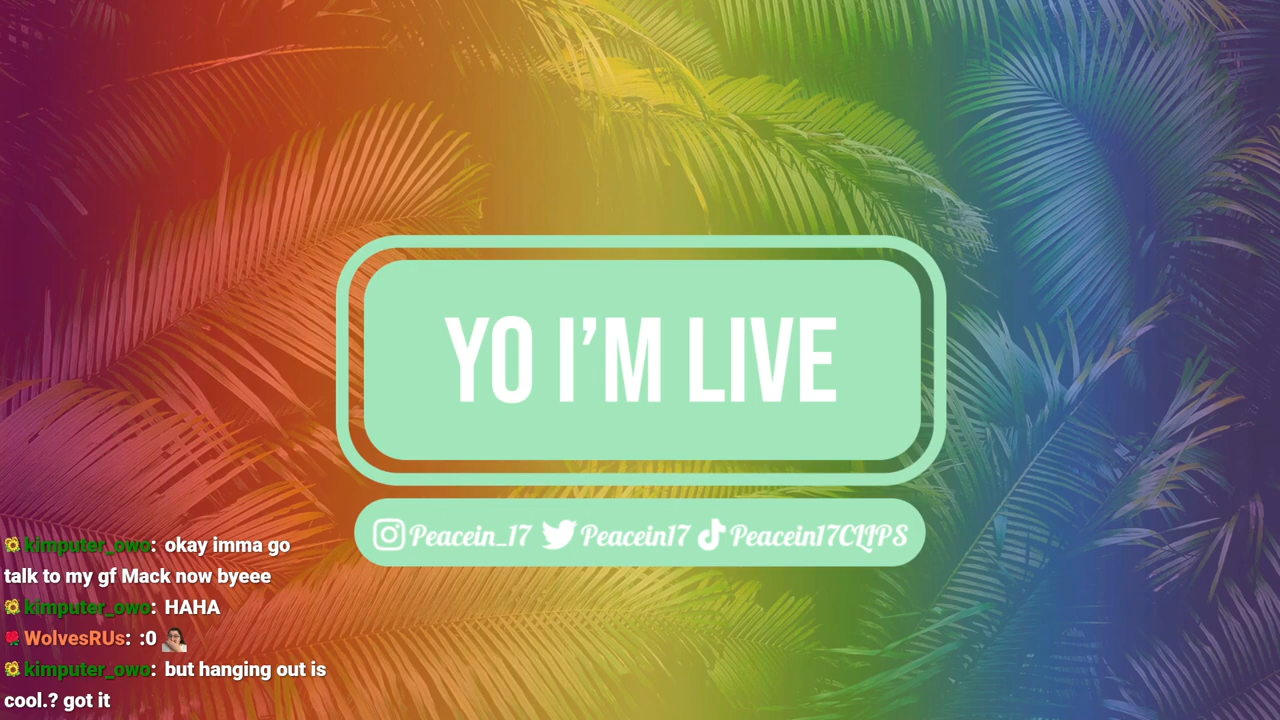 YO I’M LIVE
Peacein_17 Peacein17 Peacein17CLIPS
kimputer_owo: okay imma go
talk to my gf Mack now byeee
kimputer_owo: HAHA
WolvesRUs: :0
kimputer_owo: but hanging out is
cool.? got it